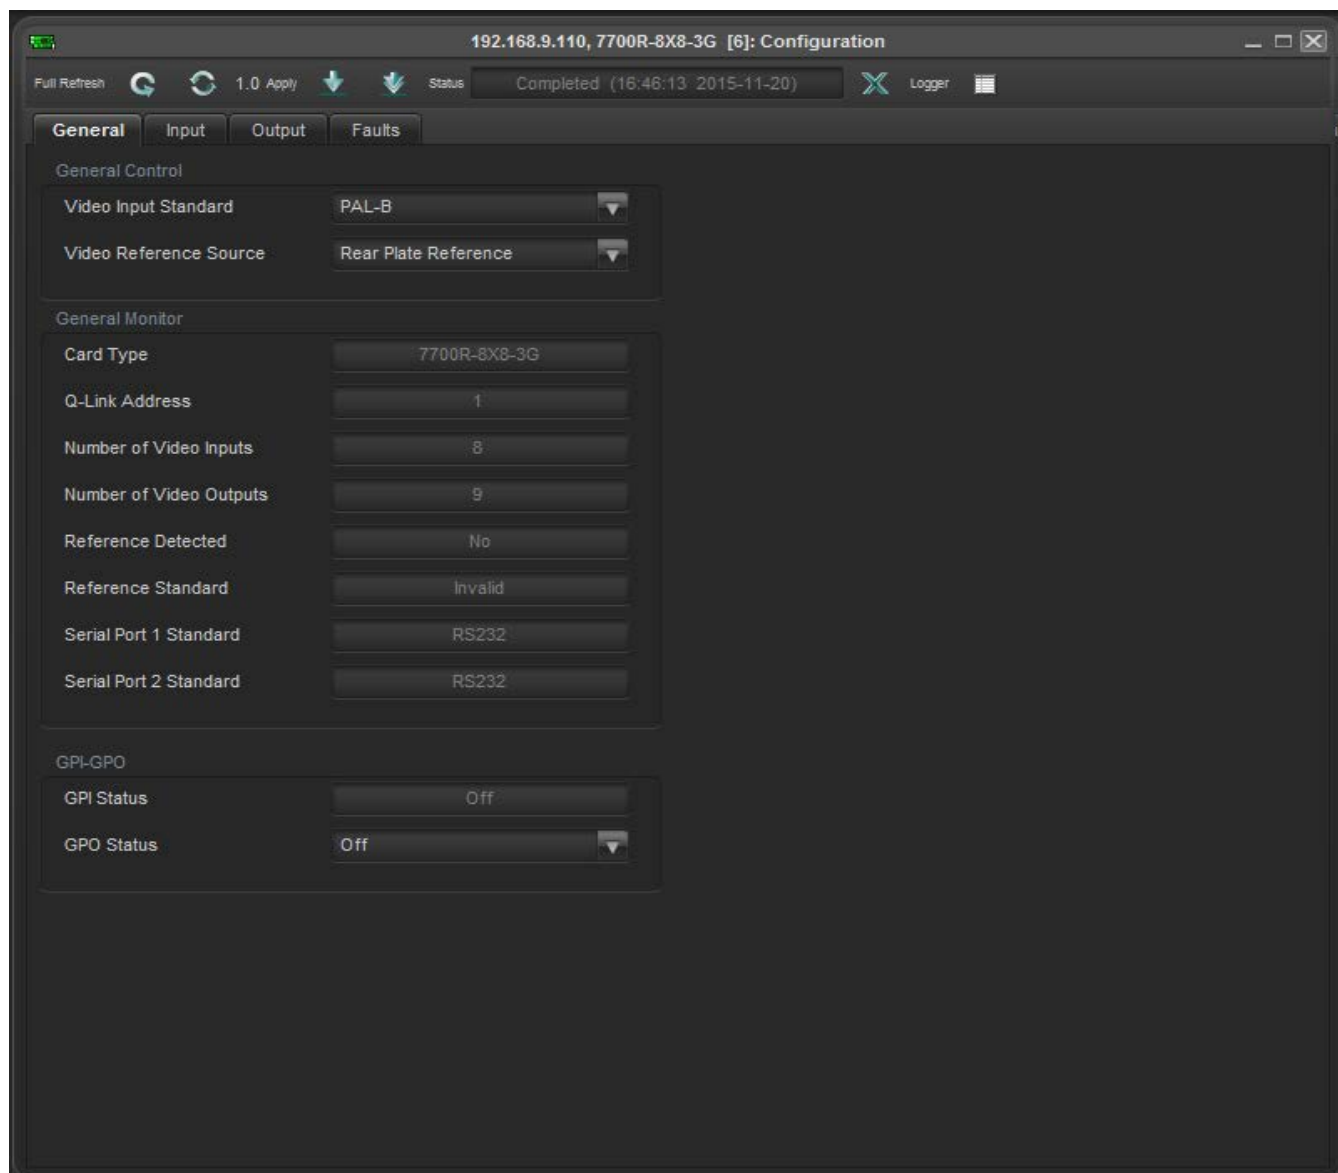 192.168.9.110, 7700R-8X8-3G [6]: Configuration
Full Refresh 1.0 Apply Status Completed (16:46:13 2015-11-20) Logger
General Input Output Faults
General Control
Video Input Standard PAL-B
Video Reference Source Rear Plate Reference
General Monitor
Card Type 7700R-8X8-3G
Q-Link Address 1
Number of Video Inputs 8
Number of Video Outputs 9
Reference Detected No
Reference Standard Invalid
Serial Port 1 Standard RS232
Serial Port 2 Standard RS232
GPI-GPO
GPI Status Off
GPO Status Off